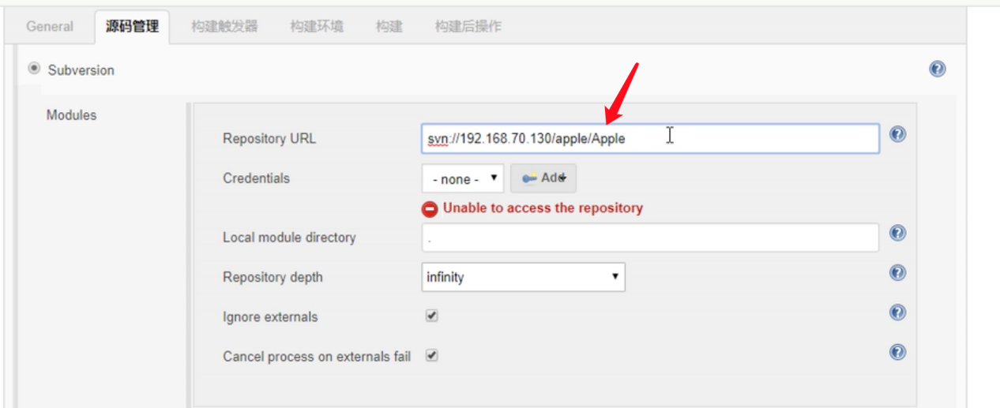 General 源码管理 构建触发器 构建环境 构建 构建后操作
Subversion
Modules
Repository URL svn://192.168.70.130/apple/Apple
Credentials - none - Add
Unable to access the repository
Local module directory .
Repository depth infinity
Ignore externals
Cancel process on externals fail